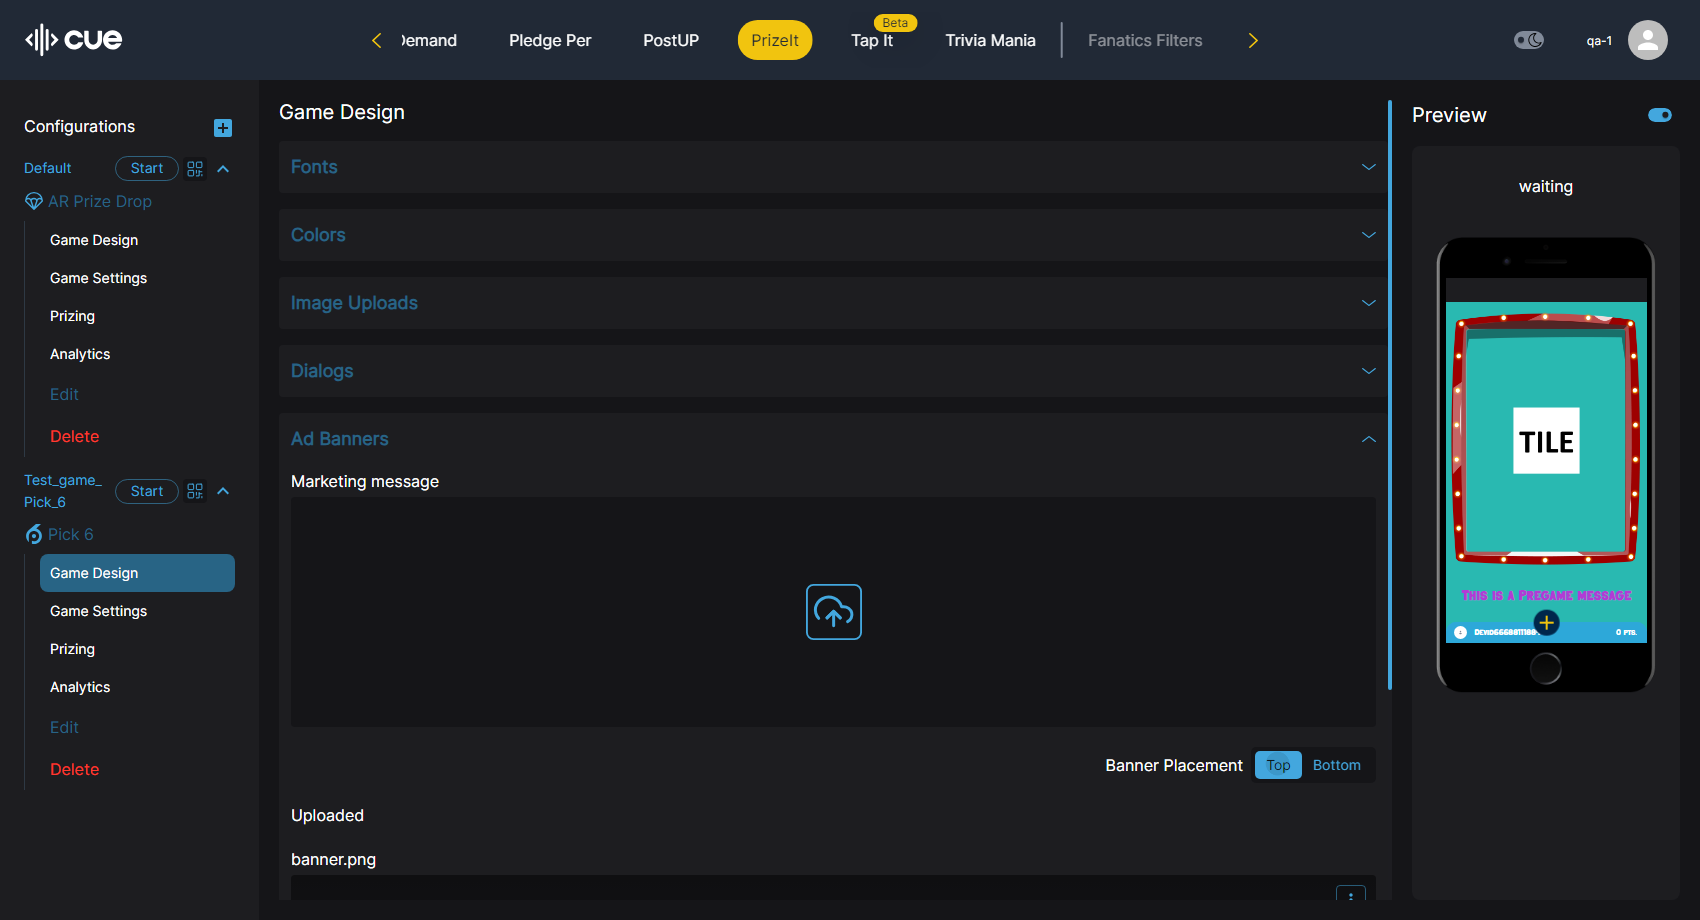 cue
Demand
Pledge Per
PostUP
PrizeIt
Beta
Tap It
Trivia Mania
Fanatics Filters
qa-1
Configurations
Default
Start
AR Prize Drop
Game Design
Game Settings
Prizing
Analytics
Edit
Delete
Test_game_
Pick_6
Start
Pick 6
Game Design
Game Settings
Prizing
Analytics
Edit
Delete
Game Design
Fonts
Colors
Image Uploads
Dialogs
Ad Banners
Marketing message
Banner Placement
Top
Bottom
Uploaded
banner.png
Preview
waiting
TILE
This is a Pregame message
0 pts.